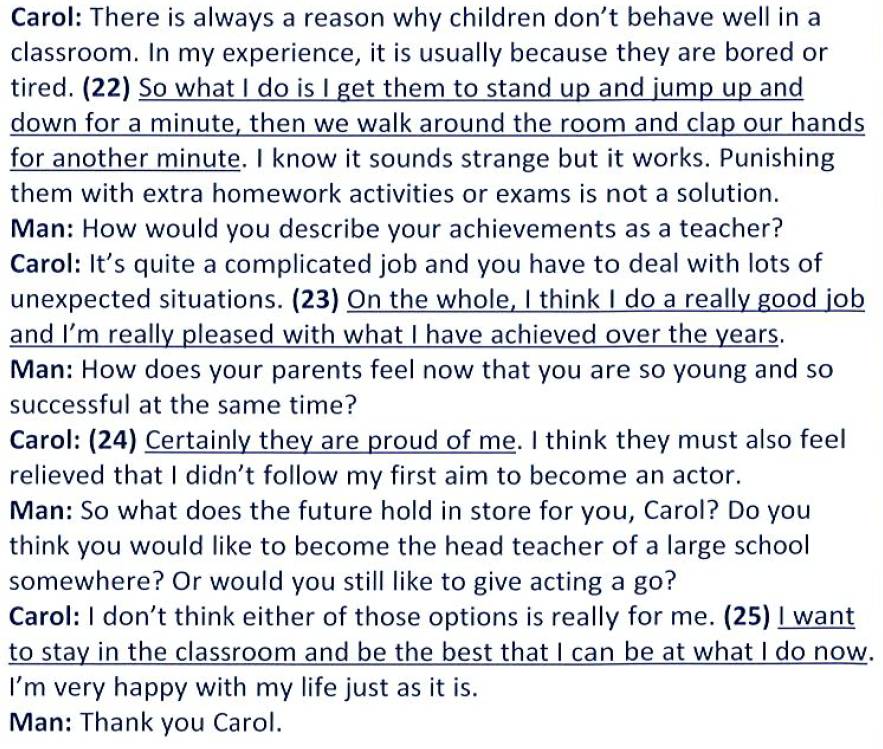 Carol: There is always a reason why children don't behave well in a
classroom. In my experience, it is usually because they are bored or
tired. (22) So what I do is I get them to stand up and jump up and
down for a minute, then we walk around the room and clap our hands
for another minute. I know it sounds strange but it works. Punishing
them with extra homework activities or exams is not a solution.
Man: How would you describe your achievements as a teacher?
Carol: It's quite a complicated job and you have to deal with lots of
unexpected situations. (23) On the whole, I think I do a really good job
and I'm really pleased with what I have achieved over the years.
Man: How does your parents feel now that you are so young and so
successful at the same time?
Carol: (24) Certainly they are proud of me. I think they must also feel
relieved that I didn't follow my first aim to become an actor.
Man: So what does the future hold in store for you, Carol? Do you
think you would like to become the head teacher of a large school
somewhere? Or would you still like to give acting a go?
Carol: I don't think either of those options is really for me. (25) I want
to stay in the classroom and be the best that I can be at what I do now.
I'm very happy with my life just as it is.
Man: Thank you Carol.